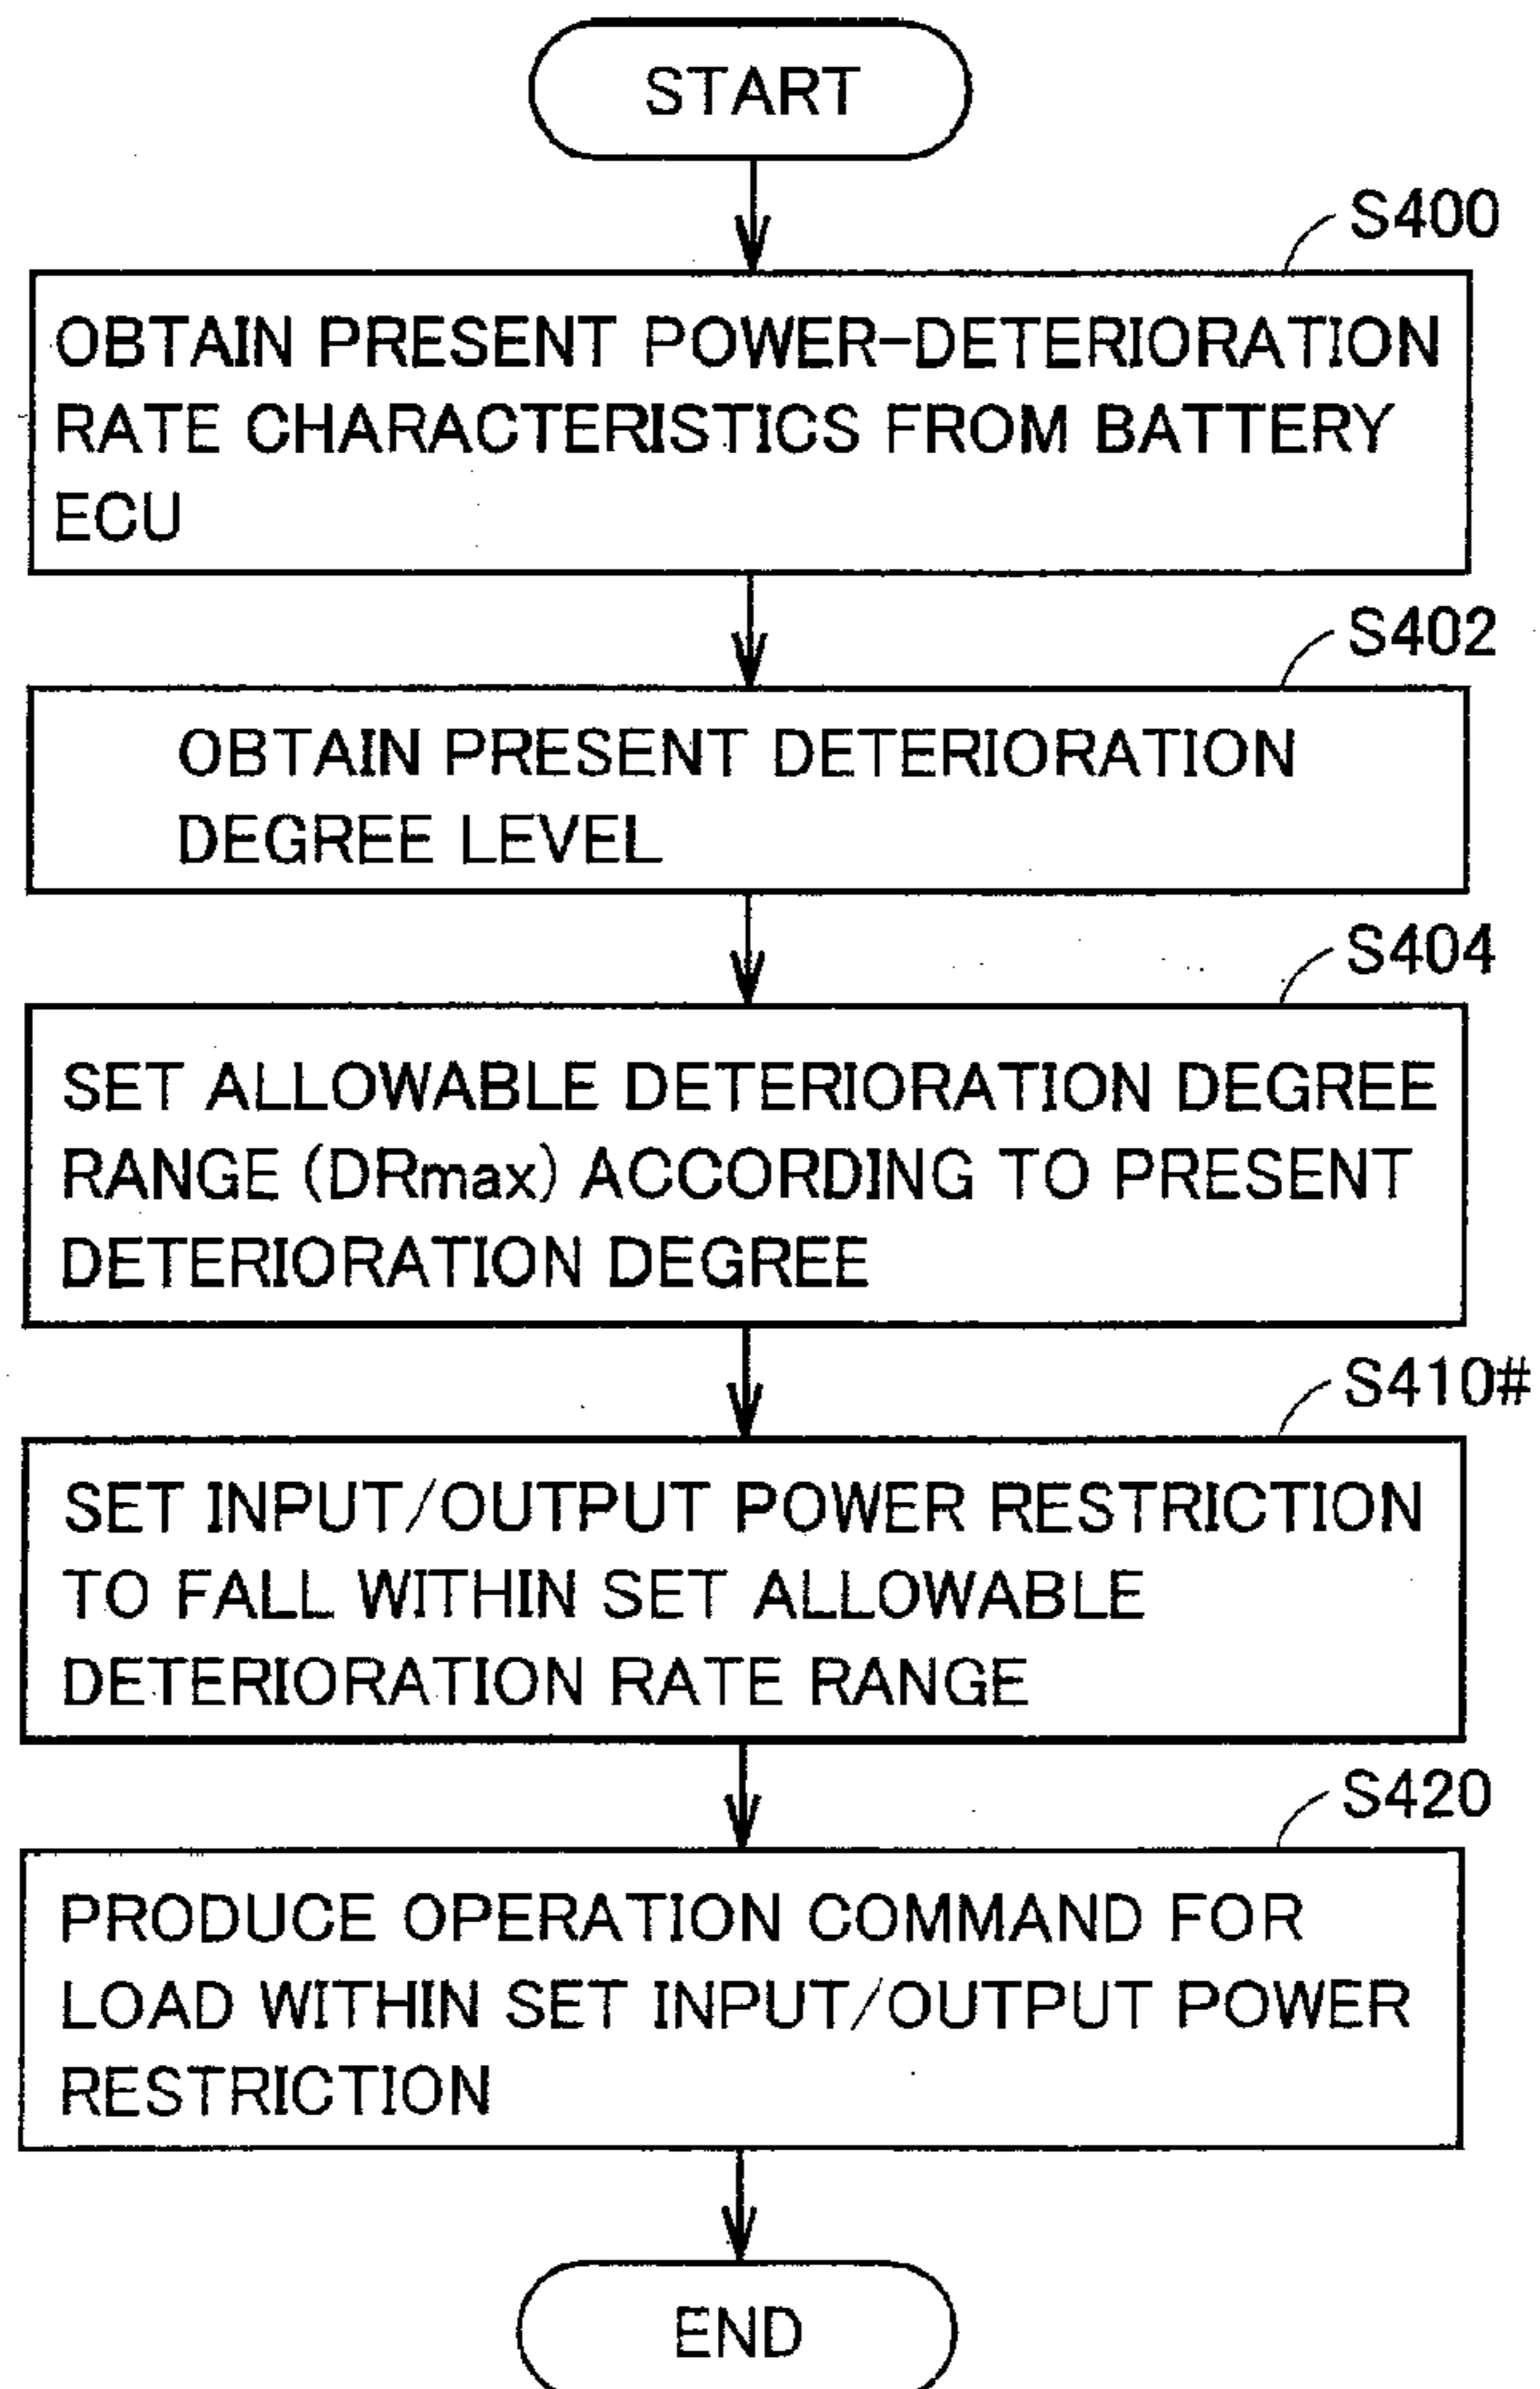 START
S400
OBTAIN PRESENT POWER-DETERIORATION
RATE CHARACTERISTICS FROM BATTERY
ECU
S402
OBTAIN PRESENT DETERIORATION
DEGREE LEVEL
S404
SET ALLOWABLE DETERIORATION DEGREE
RANGE (DRmax) ACCORDING TO PRESENT
DETERIORATION DEGREE
S410#
SET INPUT/OUTPUT POWER RESTRICTION
TO FALL WITHIN SET ALLOWABLE
DETERIORATION RATE RANGE
S420
PRODUCE OPERATION COMMAND FOR
LOAD WITHIN SET INPUT/OUTPUT POWER
RESTRICTION
END